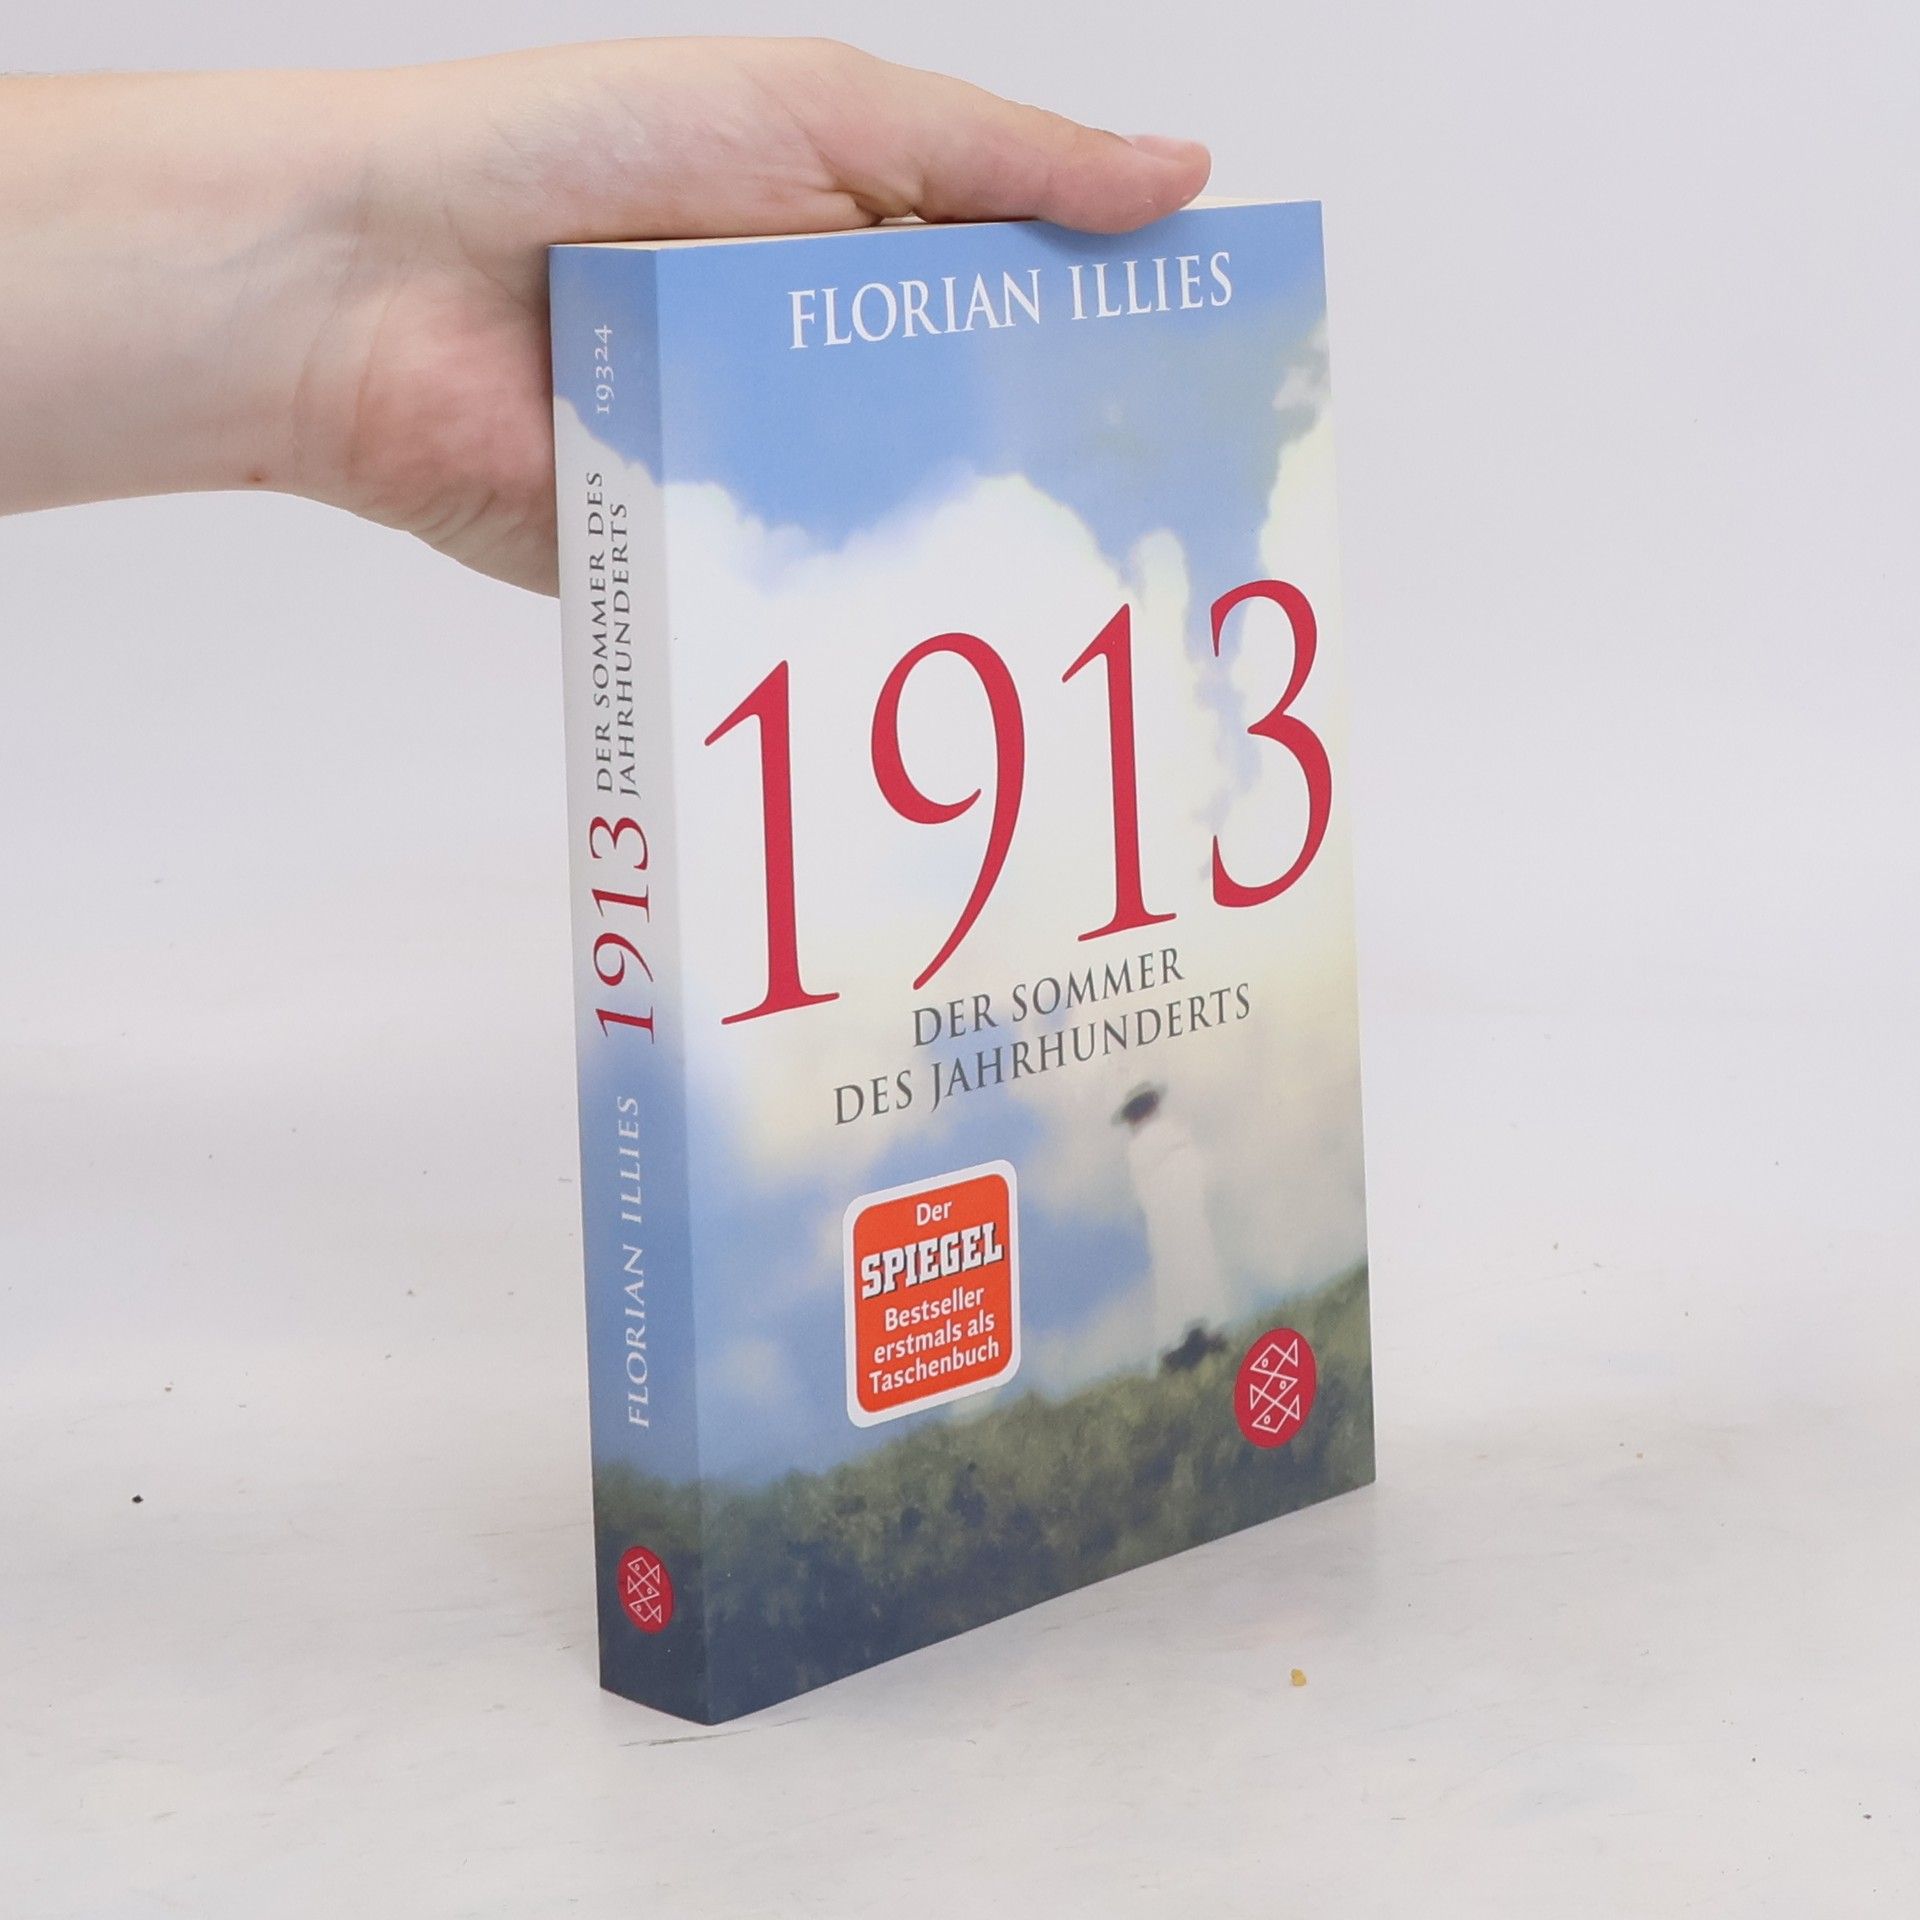 FLORIAN ILLIES
1913
DER SOMMER
DES JAHRHUNDERTS
Der
SPIEGEL
Bestseller
erstmals als
Taschenbuch
FLORIAN ILLIES 1913 DER SOMMER DES
JAHRHUNDERTS
19324